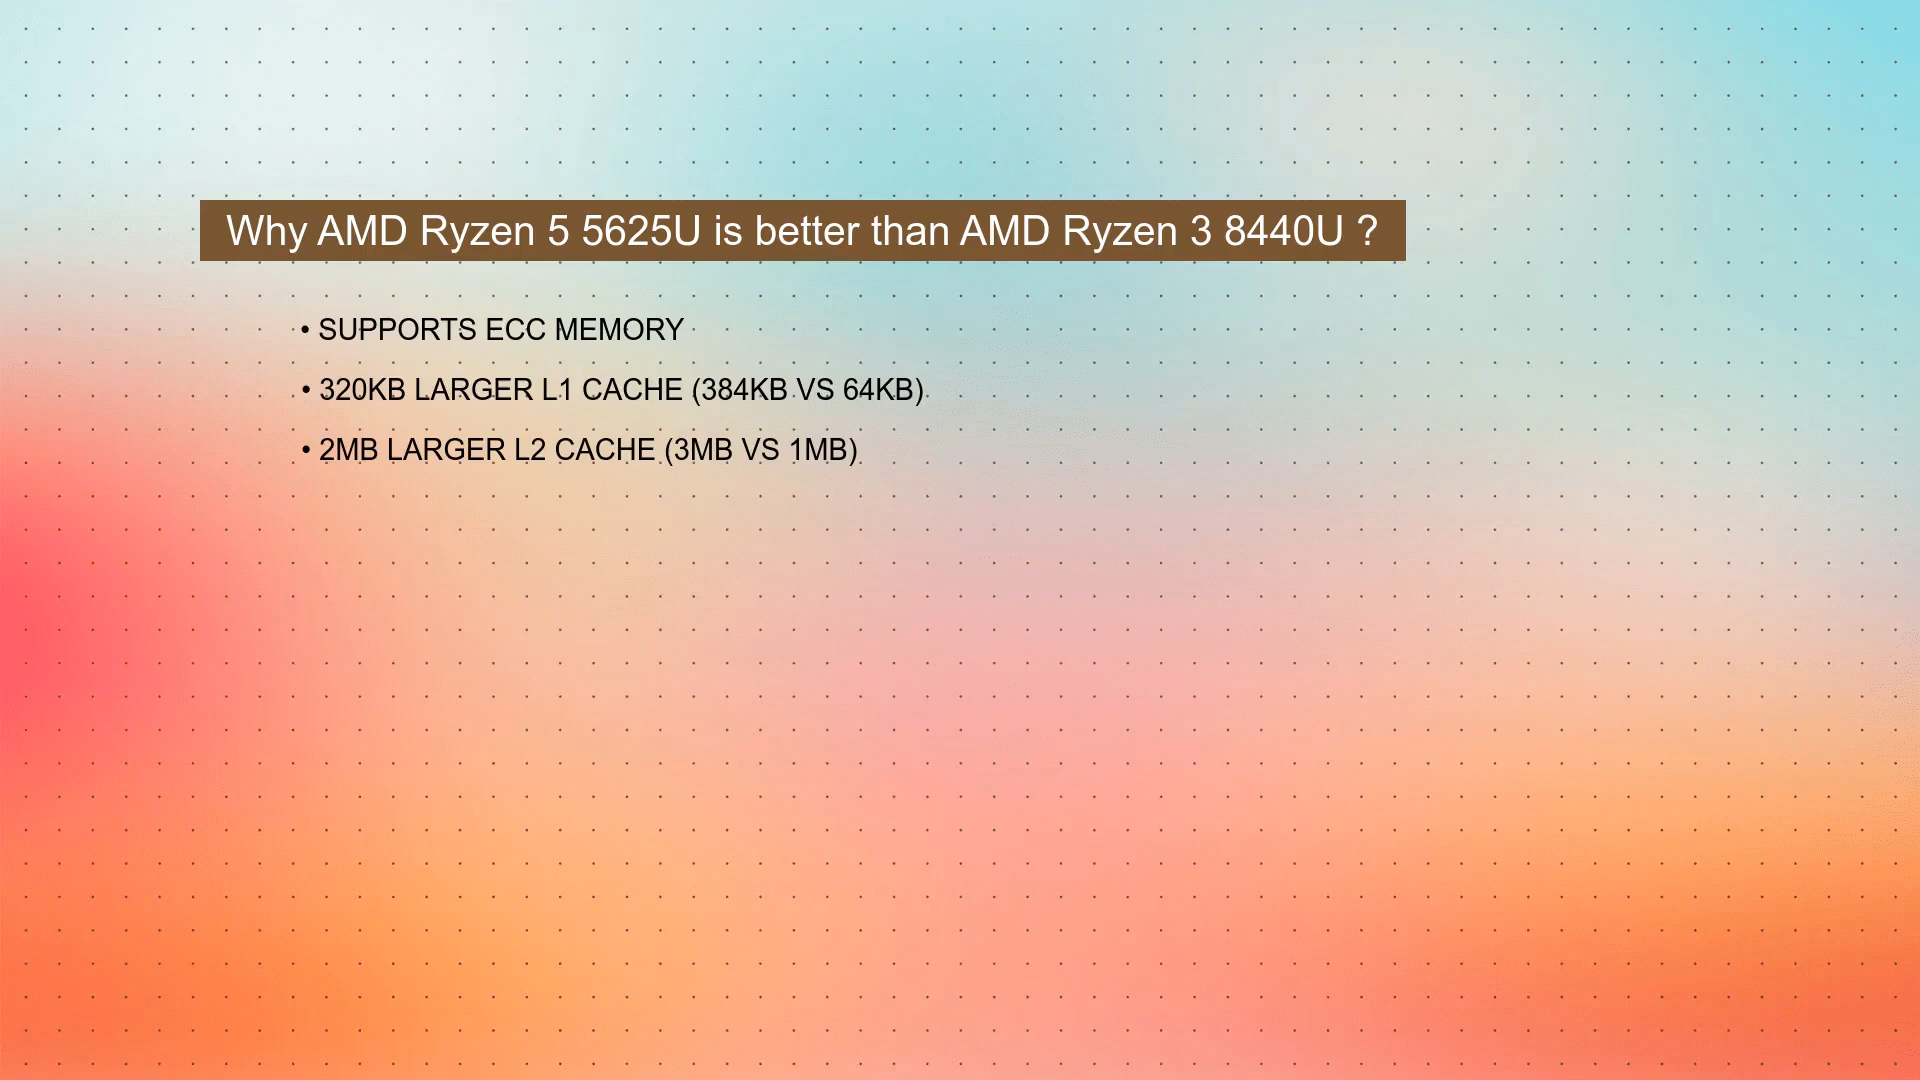 Why AMD Ryzen 5 5625U is better than AMD Ryzen 3 8440U ?
• SUPPORTS ECC MEMORY
• 320KB LARGER L1 CACHE (384KB VS 64KB)
• 2MB LARGER L2 CACHE (3MB VS 1MB)